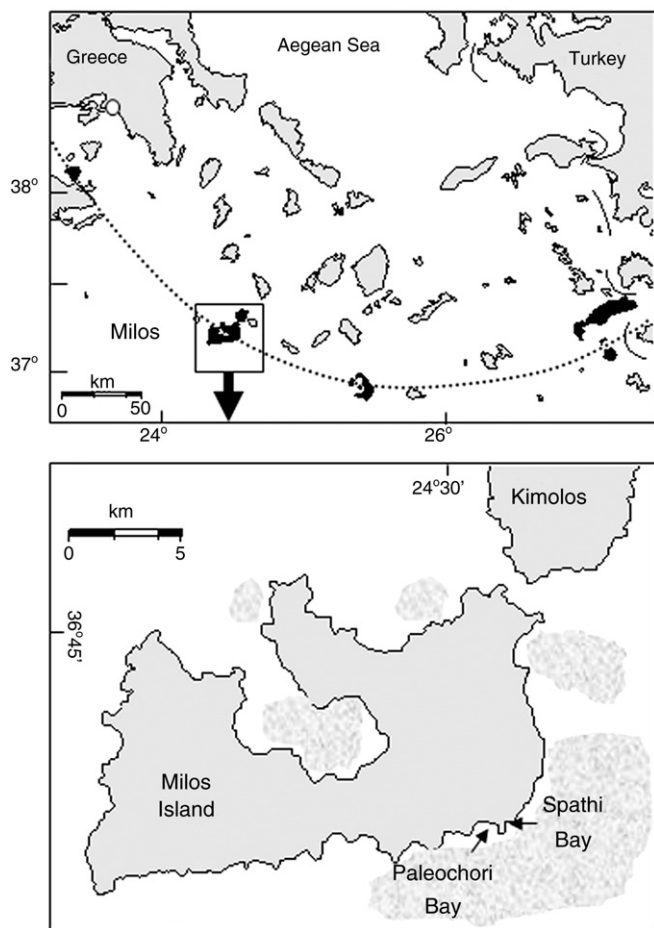 Greece
Aegean Sea
Turkey
38°
Milos
37°
km
0
50
24°
26°
24°30'
km
0
5
Kimolos
36°45'
Milos
Island
Spathi
Bay
Paleochori
Bay